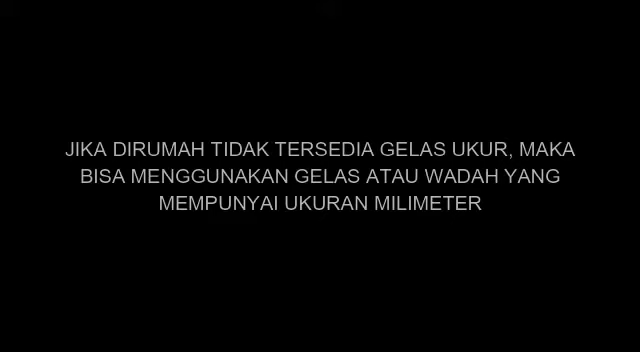 JIKA DIRUMAH TIDAK TERSEDIA GELAS UKUR, MAKA
BISA MENGGUNAKAN GELAS ATAU WADAH YANG
MEMPUNYAI UKURAN MILIMETER